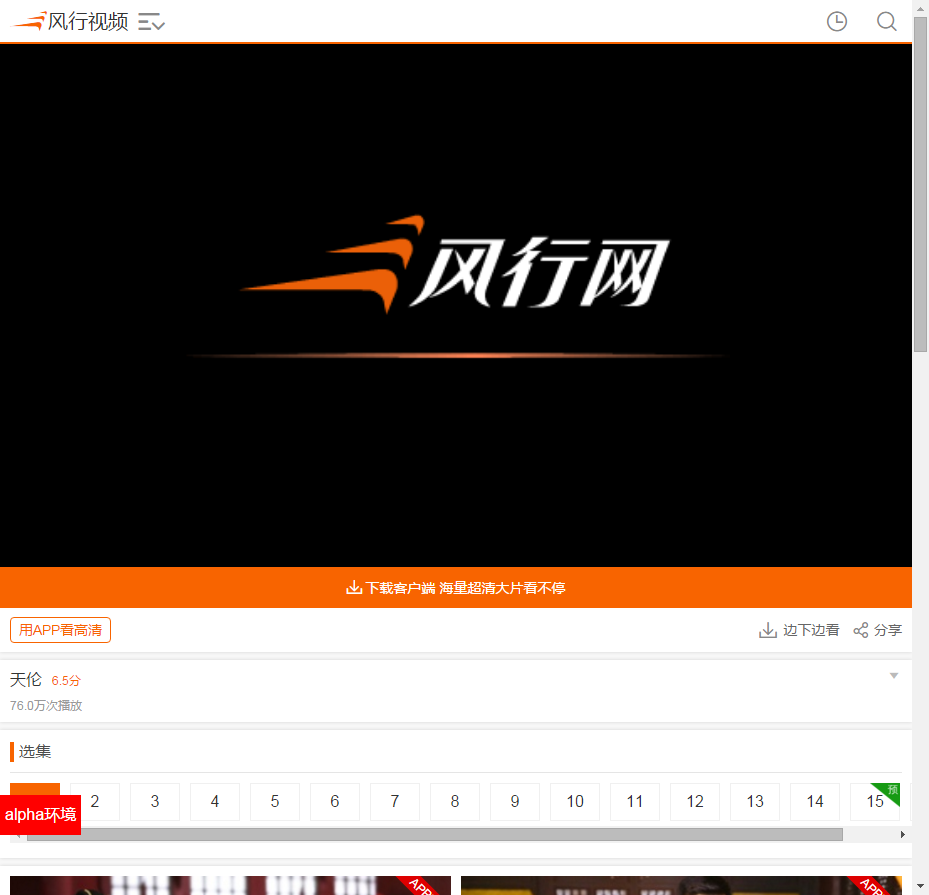 风行视频
风行网
下载客户端 海量超清大片看不停
用APP看高清
边下边看
分享
天伦 6.5分
76.0万次播放
选集
2 3 4 5 6 7 8 9 10 11 12 13 14 15 预
alpha环境
APP
APP